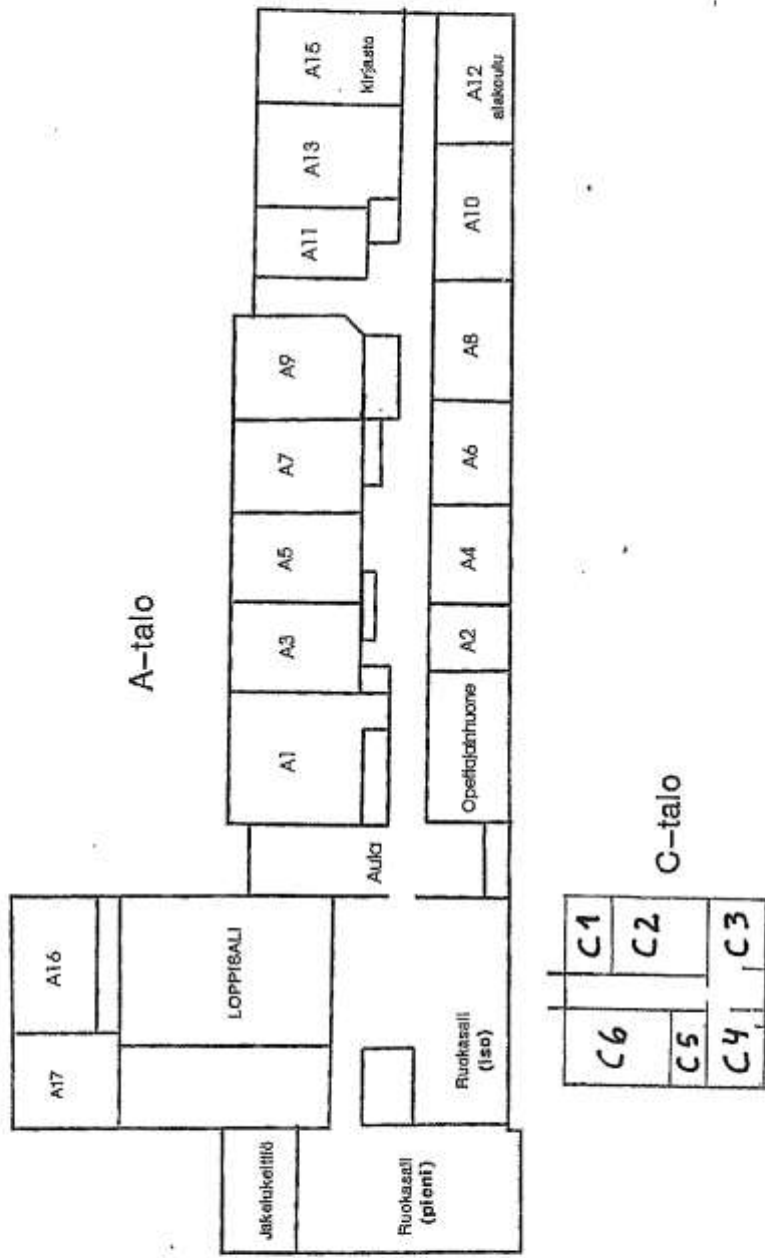 A-talo
A16
A17
LOPPISALI
Jakelukeittiö
Ruokasali
(pieni)
Ruokasali
(iso)
Aula
A1
A3
A5
A7
A9
A11
A13
A15
kirjasto
Opettajainhuone
A2
A4
A6
A8
A10
A12
alakoulu
C-talo
C1
C2
C3
C6
C5
C4